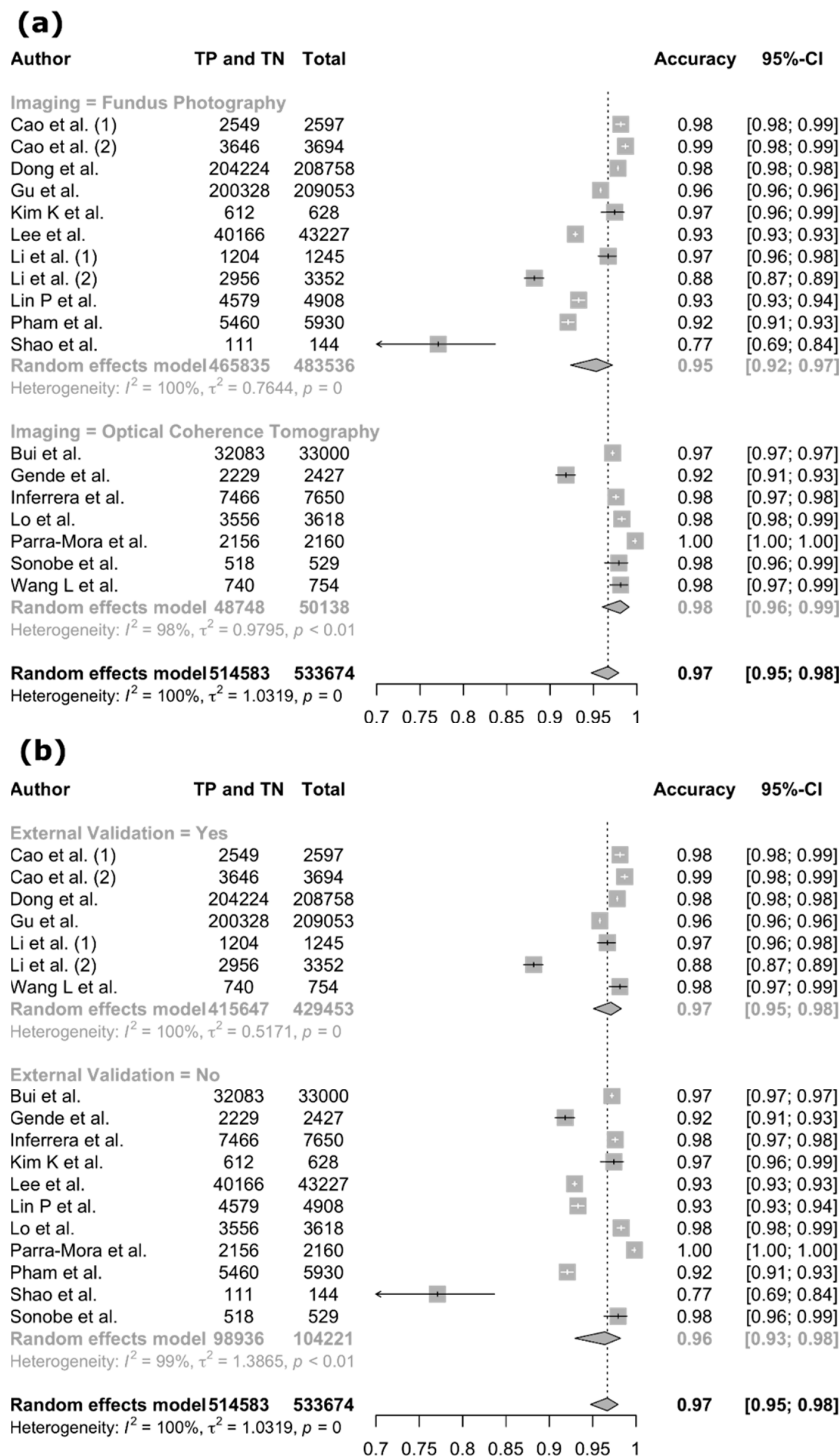 (a)
Author TP and TN Total Accuracy 95%-CI
Imaging = Fundus Photography
Cao et al. (1) 2549 2597 0.98 [0.98; 0.99]
Cao et al. (2) 3646 3694 0.99 [0.98; 0.99]
Dong et al. 204224 208758 0.98 [0.98; 0.98]
Gu et al. 200328 209053 0.96 [0.96; 0.96]
Kim K et al. 612 628 0.97 [0.96; 0.99]
Lee et al. 40166 43227 0.93 [0.93; 0.93]
Li et al. (1) 1204 1245 0.97 [0.96; 0.98]
Li et al. (2) 2956 3352 0.88 [0.87; 0.89]
Lin P et al. 4579 4908 0.93 [0.93; 0.94]
Pham et al. 5460 5930 0.92 [0.91; 0.93]
Shao et al. 111 144 0.77 [0.69; 0.84]
Random effects model 465835 483536 0.95 [0.92; 0.97]
Heterogeneity: I² = 100%, τ² = 0.7644, p = 0
Imaging = Optical Coherence Tomography
Bui et al. 32083 33000 0.97 [0.97; 0.97]
Gende et al. 2229 2427 0.92 [0.91; 0.93]
Inferrera et al. 7466 7650 0.98 [0.97; 0.98]
Lo et al. 3556 3618 0.98 [0.98; 0.99]
Parra-Mora et al. 2156 2160 1.00 [1.00; 1.00]
Sonobe et al. 518 529 0.98 [0.96; 0.99]
Wang L et al. 740 754 0.98 [0.97; 0.99]
Random effects model 48748 50138 0.98 [0.96; 0.99]
Heterogeneity: I² = 98%, τ² = 0.9795, p < 0.01
Random effects model 514583 533674 0.97 [0.95; 0.98]
Heterogeneity: I² = 100%, τ² = 1.0319, p = 0
0.7 0.75 0.8 0.85 0.9 0.95 1
(b)
Author TP and TN Total Accuracy 95%-CI
External Validation = Yes
Cao et al. (1) 2549 2597 0.98 [0.98; 0.99]
Cao et al. (2) 3646 3694 0.99 [0.98; 0.99]
Dong et al. 204224 208758 0.98 [0.98; 0.98]
Gu et al. 200328 209053 0.96 [0.96; 0.96]
Li et al. (1) 1204 1245 0.97 [0.96; 0.98]
Li et al. (2) 2956 3352 0.88 [0.87; 0.89]
Wang L et al. 740 754 0.98 [0.97; 0.99]
Random effects model 415647 429453 0.97 [0.95; 0.98]
Heterogeneity: I² = 100%, τ² = 0.5171, p = 0
External Validation = No
Bui et al. 32083 33000 0.97 [0.97; 0.97]
Gende et al. 2229 2427 0.92 [0.91; 0.93]
Inferrera et al. 7466 7650 0.98 [0.97; 0.98]
Kim K et al. 612 628 0.97 [0.96; 0.99]
Lee et al. 40166 43227 0.93 [0.93; 0.93]
Lin P et al. 4579 4908 0.93 [0.93; 0.94]
Lo et al. 3556 3618 0.98 [0.98; 0.99]
Parra-Mora et al. 2156 2160 1.00 [1.00; 1.00]
Pham et al. 5460 5930 0.92 [0.91; 0.93]
Shao et al. 111 144 0.77 [0.69; 0.84]
Sonobe et al. 518 529 0.98 [0.96; 0.99]
Random effects model 98936 104221 0.96 [0.93; 0.98]
Heterogeneity: I² = 99%, τ² = 1.3865, p < 0.01
Random effects model 514583 533674 0.97 [0.95; 0.98]
Heterogeneity: I² = 100%, τ² = 1.0319, p = 0
0.7 0.75 0.8 0.85 0.9 0.95 1